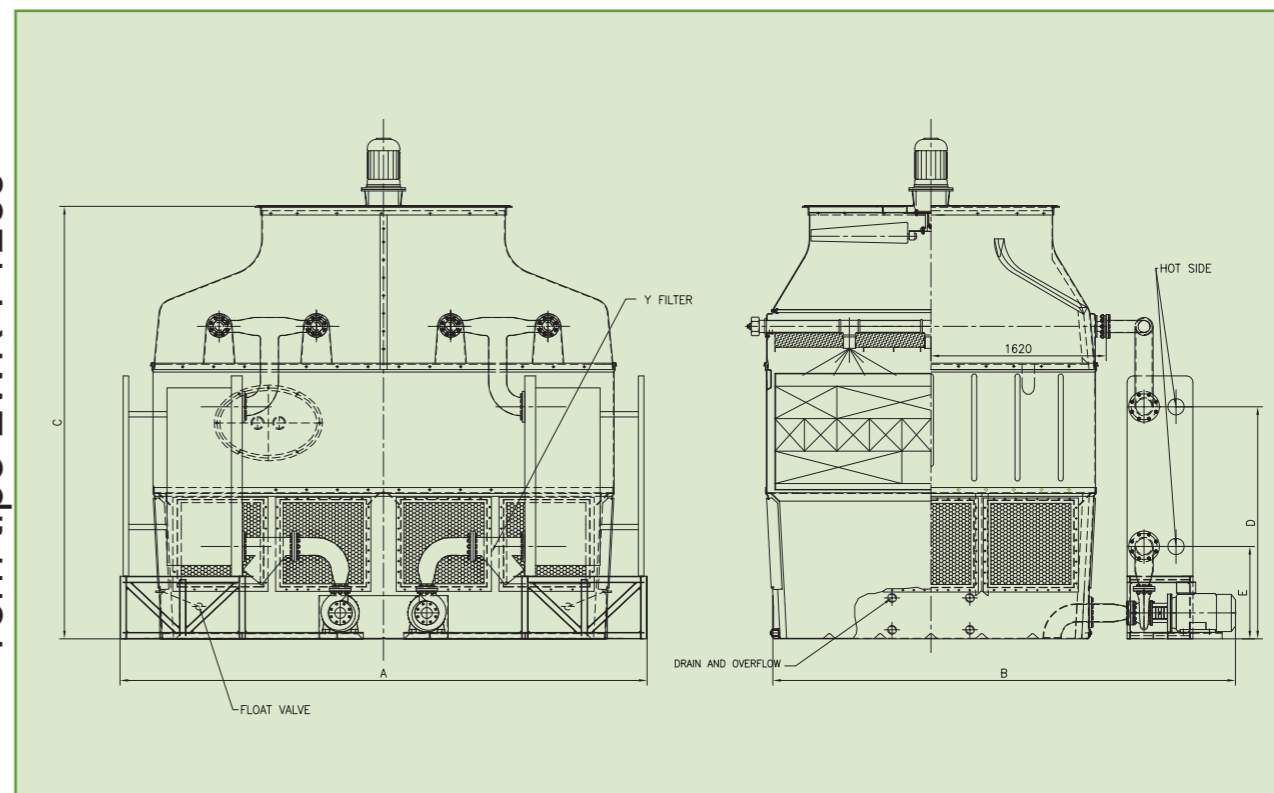 Y FILTER
HOT SIDE
1620
C
D
E
DRAIN AND OVERFLOW
A
B
FLOAT VALVE